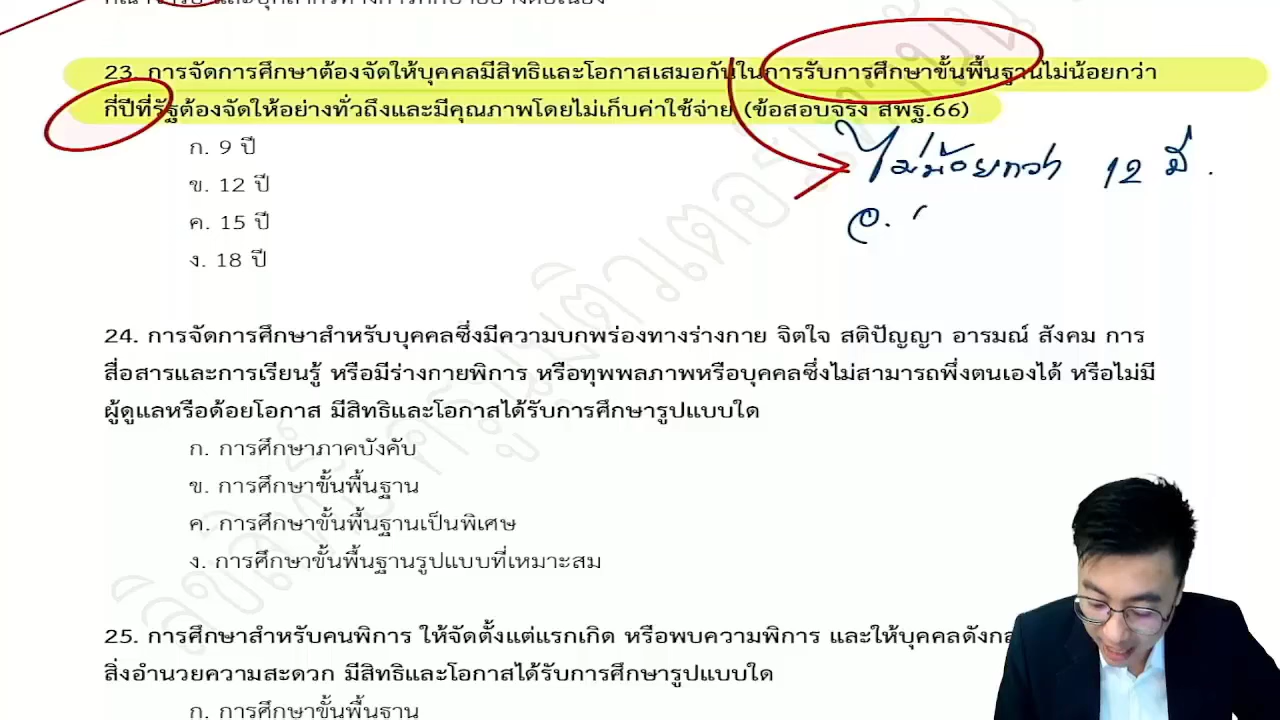 23. การจัดการศึกษาต้องจัดให้บุคคลมีสิทธิและโอกาสเสมอกันในการรับการศึกษาขั้นพื้นฐานไม่น้อยกว่า
กี่ปีที่รัฐต้องจัดให้อย่างทั่วถึงและมีคุณภาพโดยไม่เก็บค่าใช้จ่าย (ข้อสอบจริง สพฐ.66)
ก. 9 ปี
ไม่น้อยกว่า 12 ปี.
ข. 12 ปี
ค. 15 ปี
ง. 18 ปี
24. การจัดการศึกษาสำหรับบุคคลซึ่งมีความบกพร่องทางร่างกาย จิตใจ สติปัญญา อารมณ์ สังคม การ
สื่อสารและการเรียนรู้ หรือมีร่างกายพิการ หรือทุพพลภาพหรือบุคคลซึ่งไม่สามารถพึ่งตนเองได้ หรือไม่มี
ผู้ดูแลหรือด้อยโอกาส มีสิทธิและโอกาสได้รับการศึกษารูปแบบใด
ก. การศึกษาภาคบังคับ
ข. การศึกษาขั้นพื้นฐาน
ค. การศึกษาขั้นพื้นฐานเป็นพิเศษ
ง. การศึกษาขั้นพื้นฐานรูปแบบที่เหมาะสม
25. การศึกษาสำหรับคนพิการ ให้จัดตั้งแต่แรกเกิด หรือพบความพิการ และให้บุคคลดังกล
สิ่งอำนวยความสะดวก มีสิทธิและโอกาสได้รับการศึกษารูปแบบใด
ก. การศึกษาขั้นพื้นฐาน